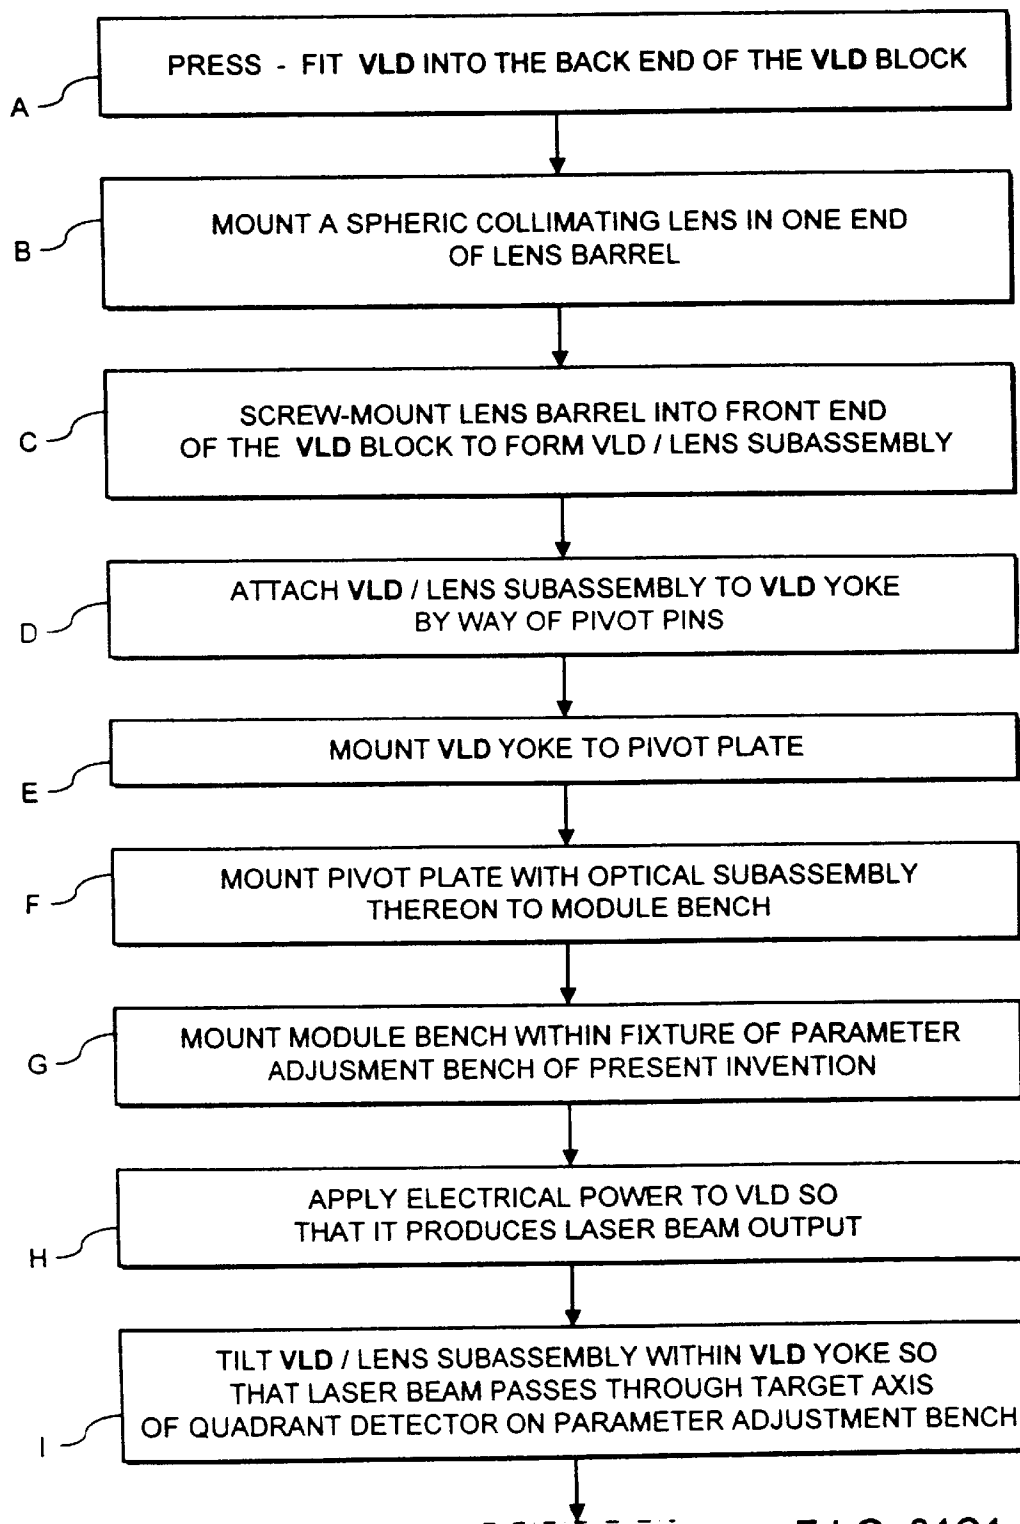 PRESS - FIT VLD INTO THE BACK END OF THE VLD BLOCK
A
MOUNT A SPHERIC COLLIMATING LENS IN ONE END
OF LENS BARREL
B
SCREW-MOUNT LENS BARREL INTO FRONT END
OF THE VLD BLOCK TO FORM VLD / LENS SUBASSEMBLY
C
ATTACH VLD / LENS SUBASSEMBLY TO VLD YOKE
BY WAY OF PIVOT PINS
D
MOUNT VLD YOKE TO PIVOT PLATE
E
MOUNT PIVOT PLATE WITH OPTICAL SUBASSEMBLY
THEREON TO MODULE BENCH
F
MOUNT MODULE BENCH WITHIN FIXTURE OF PARAMETER
ADJUSMENT BENCH OF PRESENT INVENTION
G
APPLY ELECTRICAL POWER TO VLD SO
THAT IT PRODUCES LASER BEAM OUTPUT
H
TILT VLD / LENS SUBASSEMBLY WITHIN VLD YOKE SO
THAT LASER BEAM PASSES THROUGH TARGET AXIS
OF QUADRANT DETECTOR ON PARAMETER ADJUSTMENT BENCH
I